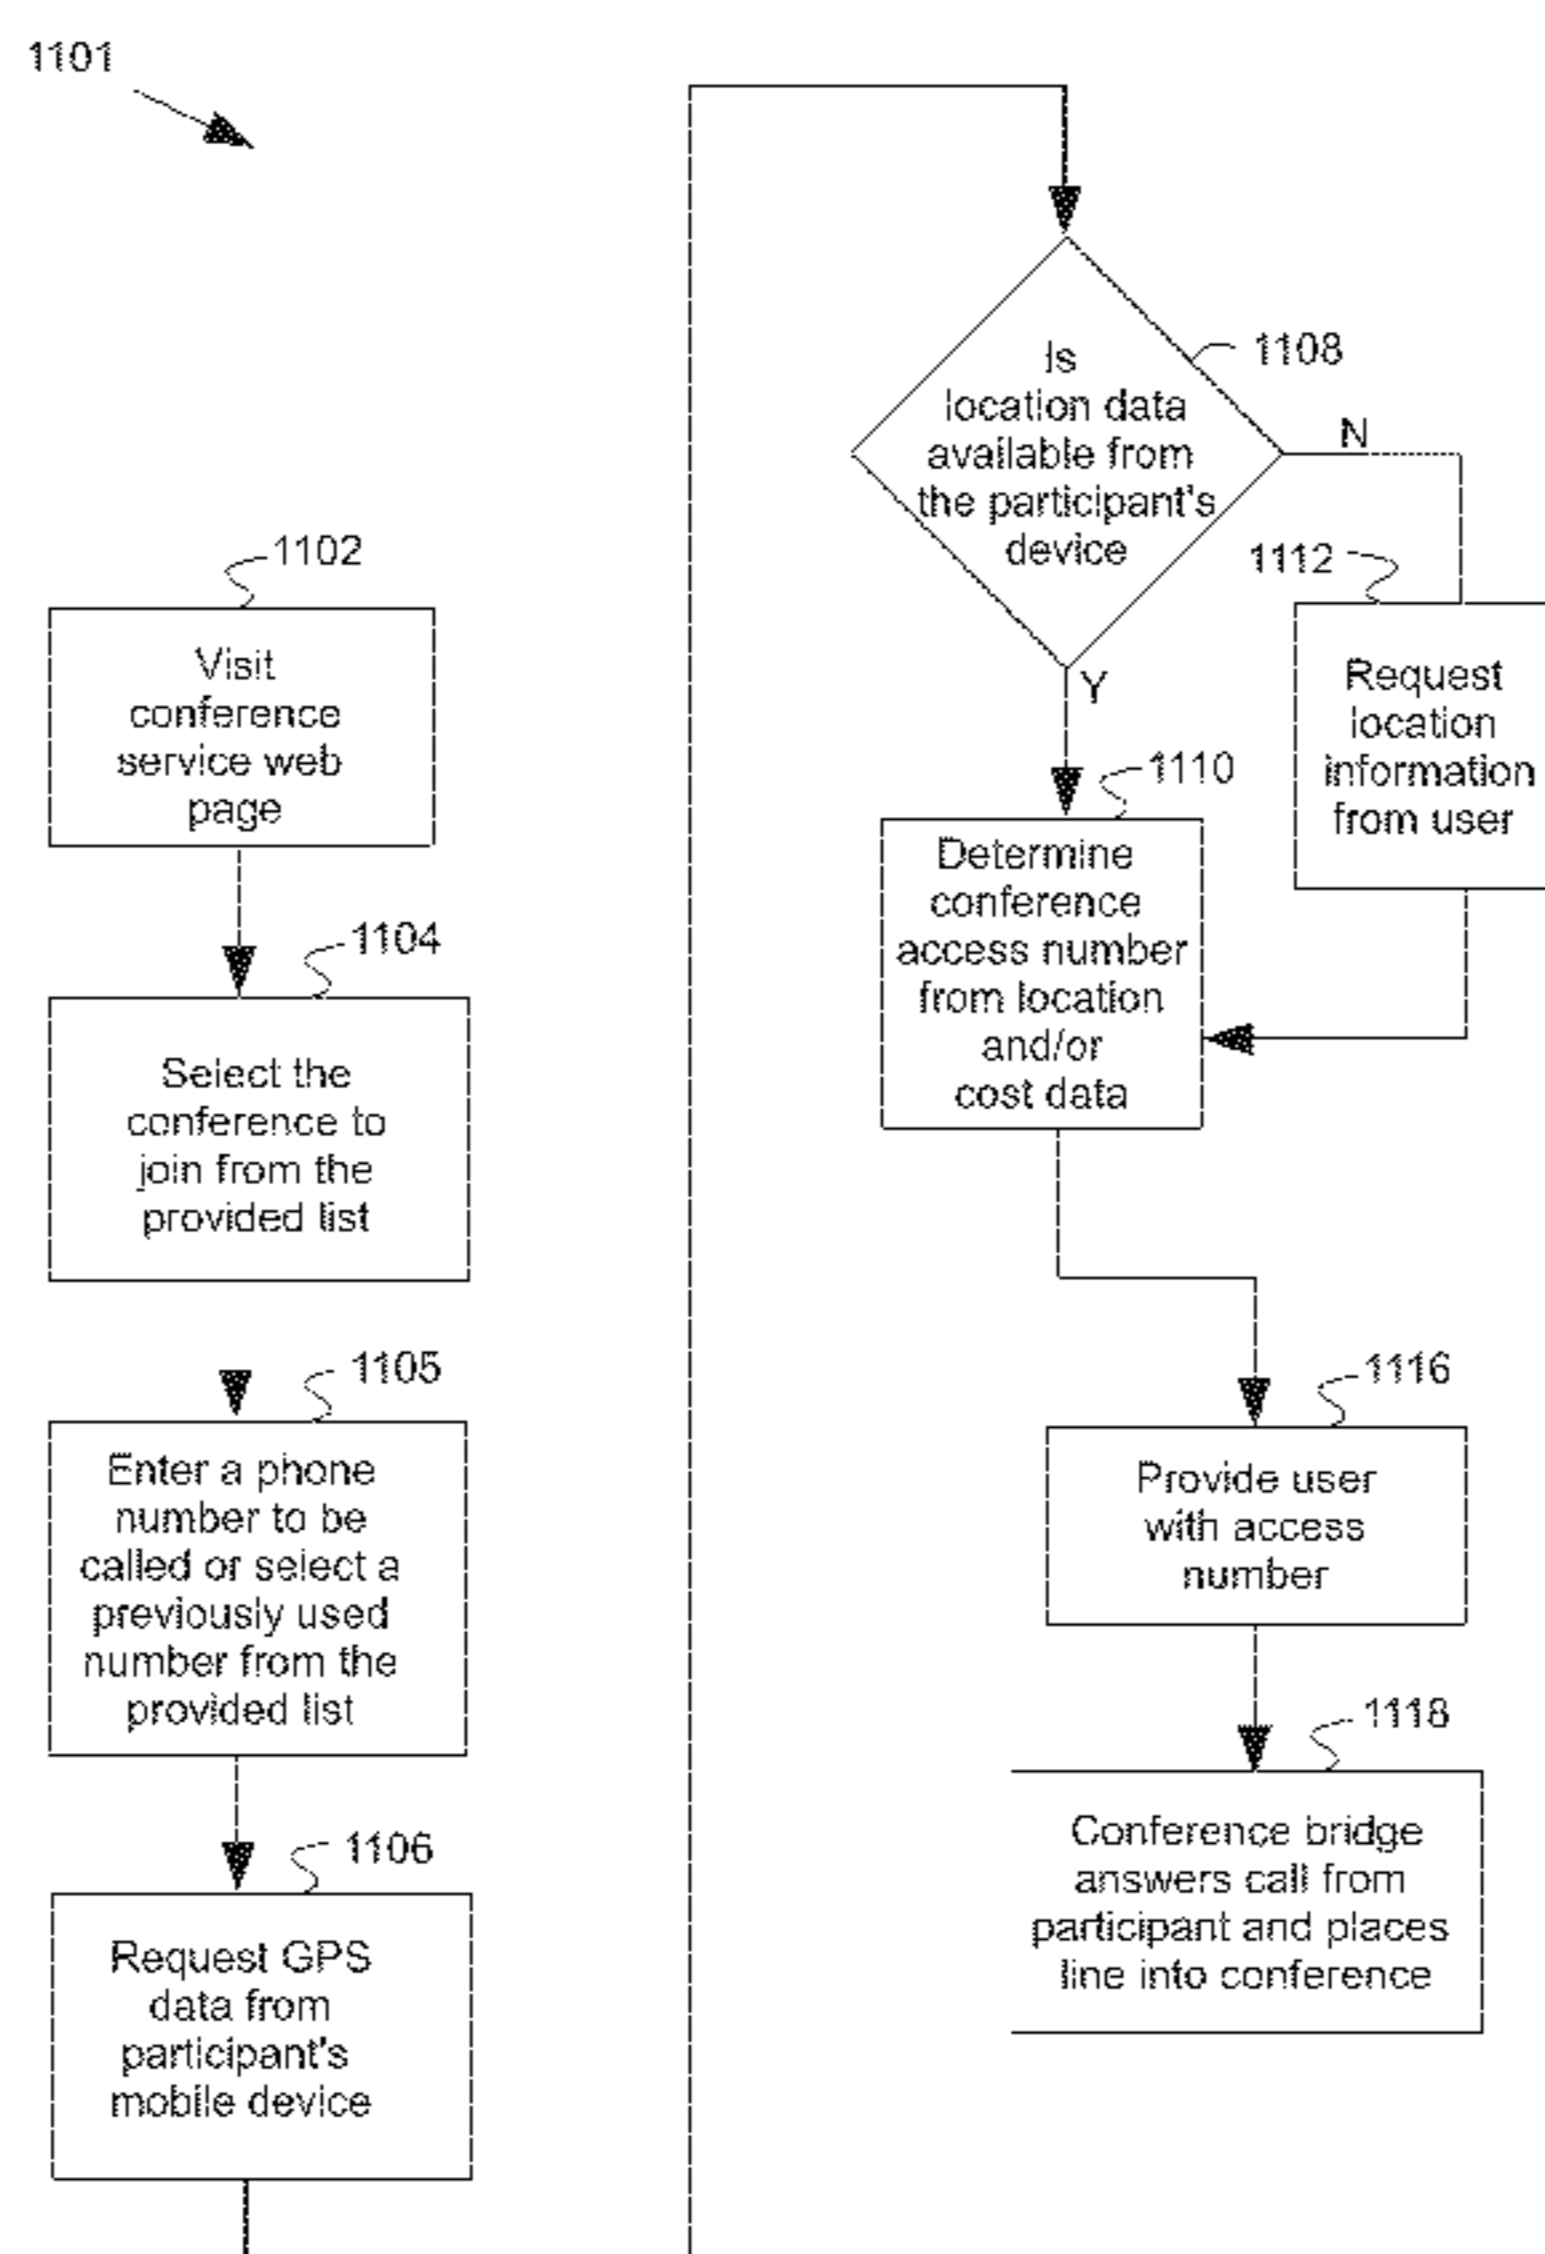 1101
1102
Visit
conference
service web
page
1104
Select the
conference to
join from the
provided list
1105
Enter a phone
number to be
called or select a
previously used
number from the
provided list
1106
Request GPS
data from
participant's
mobile device
1108
Is
location data
available from
the participant's
device
N
Y
1112
Request
location
information
from user
1110
Determine
conference
access number
from location
and/or
cost data
1116
Provide user
with access
number
1118
Conference bridge
answers call from
participant and places
line into conference